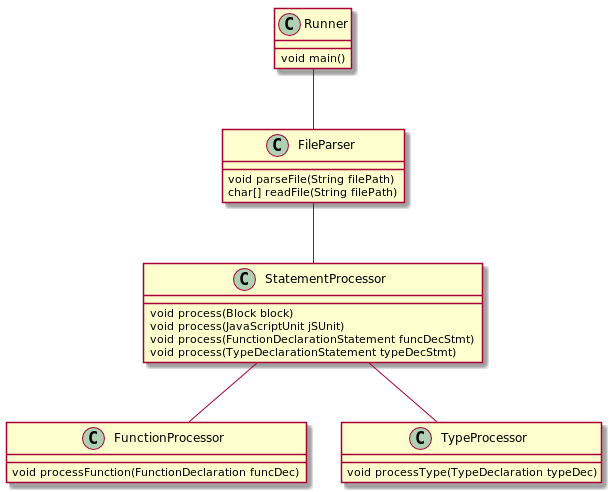 C Runner
void main()
C FileParser
void parseFile(String filePath)
char[] readFile(String filePath)
C StatementProcessor
void process(Block block)
void process(JavaScriptUnit jSUnit)
void process(FunctionDeclarationStatement funcDecStmt)
void process(TypeDeclarationStatement typeDecStmt)
C FunctionProcessor
void processFunction(FunctionDeclaration funcDec)
C TypeProcessor
void processType(TypeDeclaration typeDec)